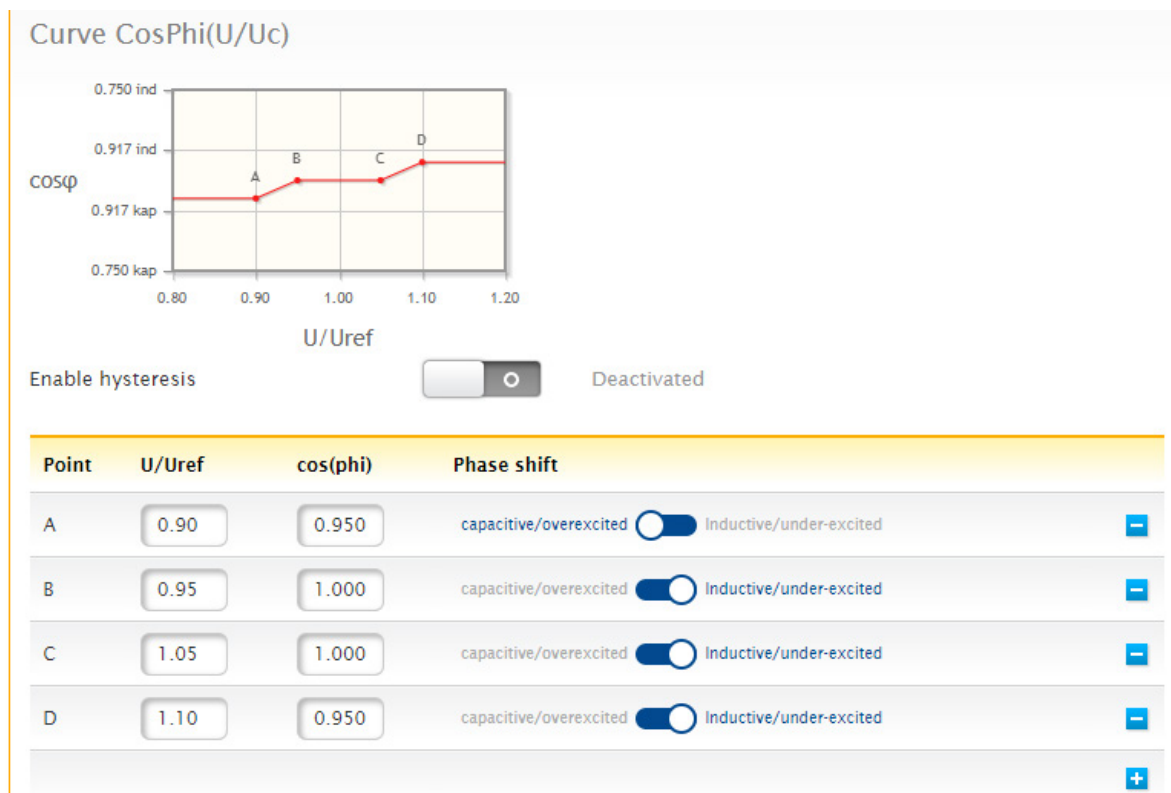 Curve CosPhi(U/Uc)
0.750 ind
0.917 ind
cosφ
0.917 kap
0.750 kap
A
B
C
D
0.80 0.90 1.00 1.10 1.20
U/Uref
Enable hysteresis Deactivated
Point U/Uref cos(phi) Phase shift
A 0.90 0.950 capacitive/overexcited Inductive/under-excited
B 0.95 1.000 capacitive/overexcited Inductive/under-excited
C 1.05 1.000 capacitive/overexcited Inductive/under-excited
D 1.10 0.950 capacitive/overexcited Inductive/under-excited